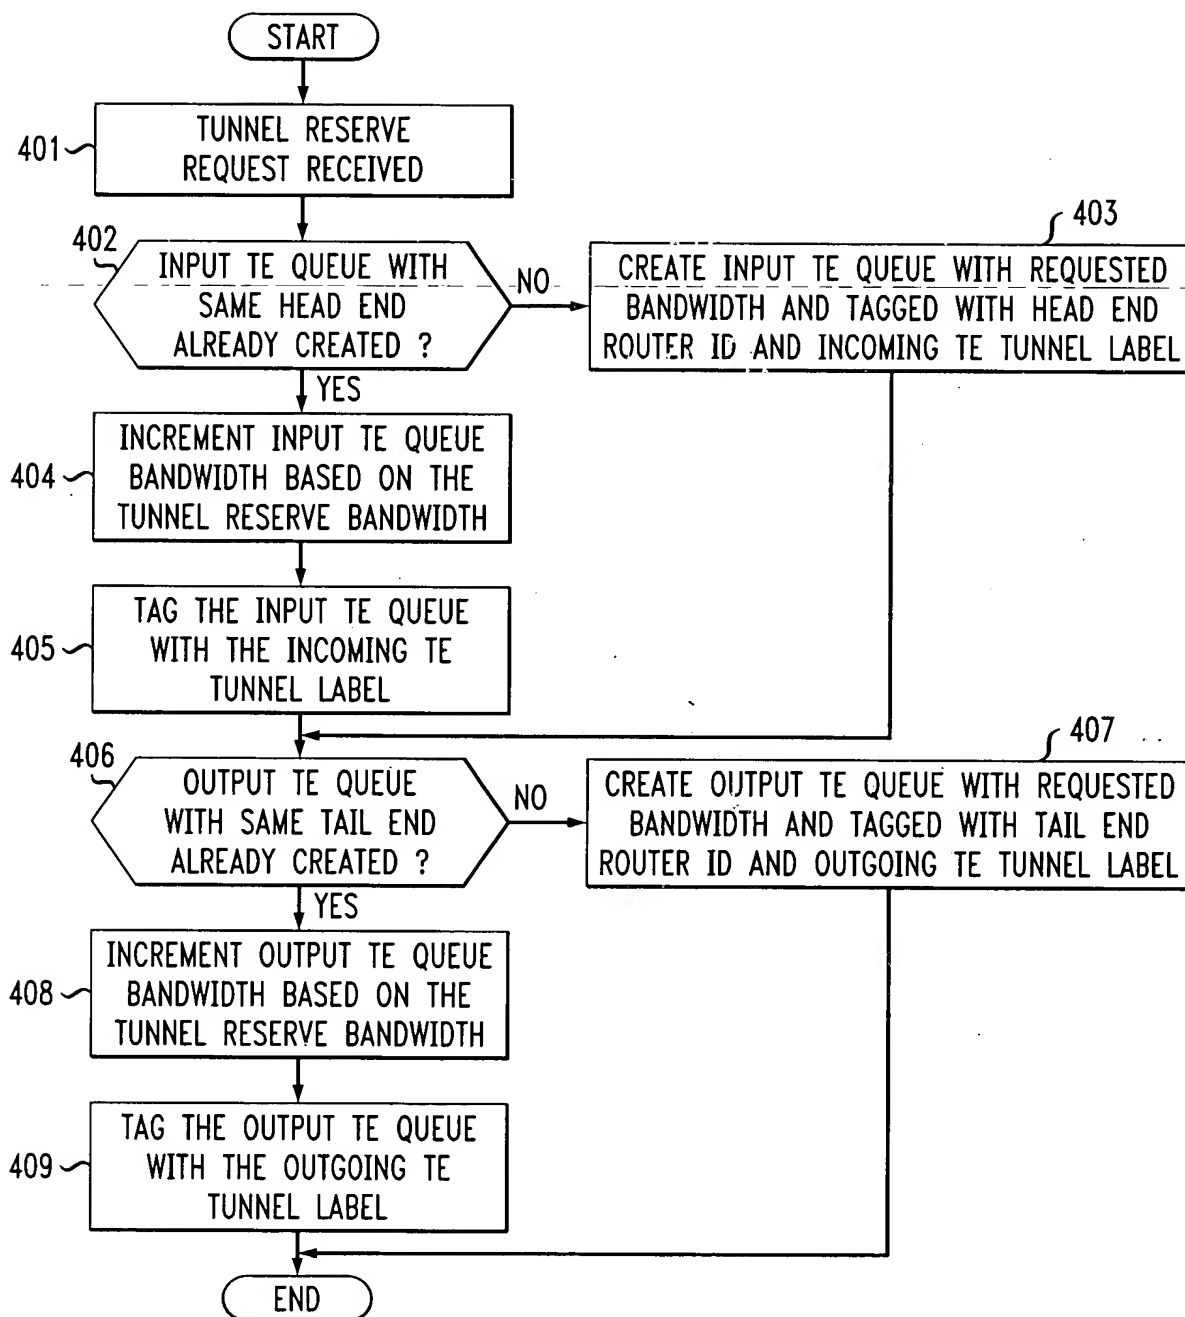 START
401
TUNNEL RESERVE
REQUEST RECEIVED
402
INPUT TE QUEUE WITH
SAME HEAD END
ALREADY CREATED ?
NO
403
CREATE INPUT TE QUEUE WITH REQUESTED
BANDWIDTH AND TAGGED WITH HEAD END
ROUTER ID AND INCOMING TE TUNNEL LABEL
YES
404
INCREMENT INPUT TE QUEUE
BANDWIDTH BASED ON THE
TUNNEL RESERVE BANDWIDTH
405
TAG THE INPUT TE QUEUE
WITH THE INCOMING TE
TUNNEL LABEL
406
OUTPUT TE QUEUE
WITH SAME TAIL END
ALREADY CREATED ?
NO
407
CREATE OUTPUT TE QUEUE WITH REQUESTED
BANDWIDTH AND TAGGED WITH TAIL END
ROUTER ID AND OUTGOING TE TUNNEL LABEL
YES
408
INCREMENT OUTPUT TE QUEUE
BANDWIDTH BASED ON THE
TUNNEL RESERVE BANDWIDTH
409
TAG THE OUTPUT TE QUEUE
WITH THE OUTGOING TE
TUNNEL LABEL
END